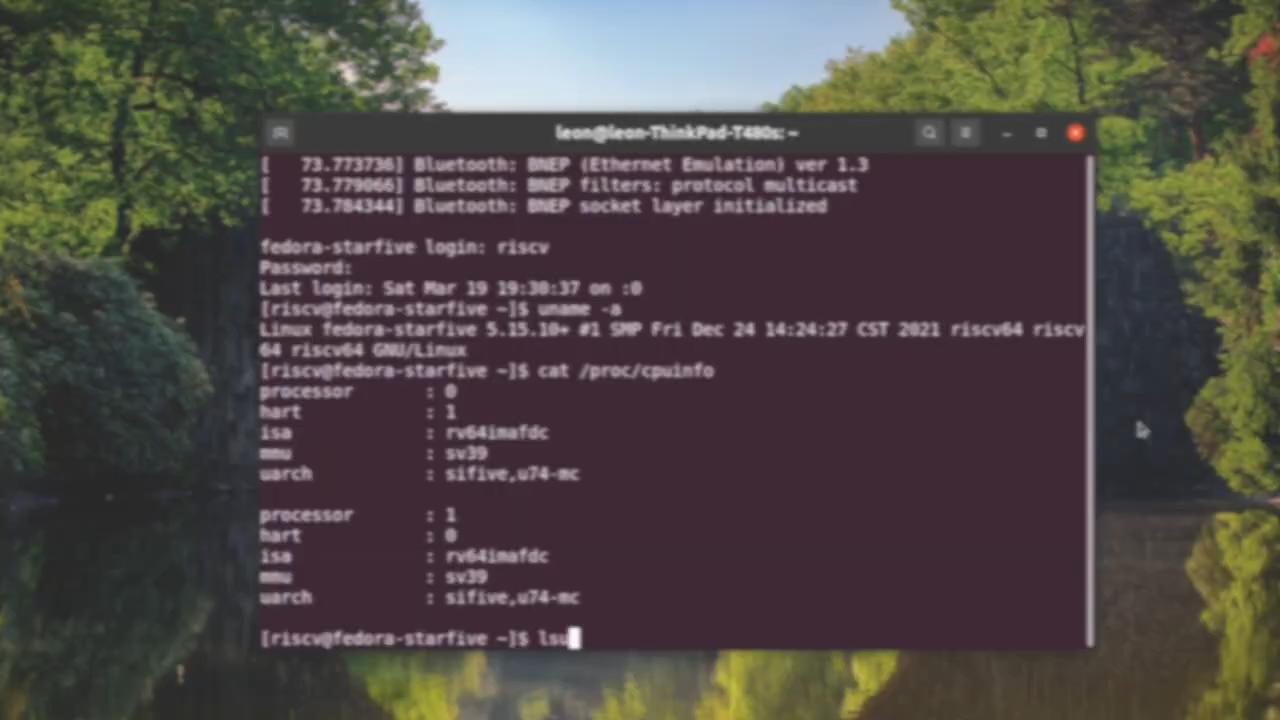 leon@leon-ThinkPad-T480s: ~
[   73.773736] Bluetooth: BNEP (Ethernet Emulation) ver 1.3
[   73.779066] Bluetooth: BNEP filters: protocol multicast
[   73.784344] Bluetooth: BNEP socket layer initialized
fedora-starfive login: riscv
Password:
Last login: Sat Mar 19 19:30:37 on :0
[riscv@fedora-starfive ~]$ uname -a
Linux fedora-starfive 5.15.10+ #1 SMP Fri Dec 24 14:24:27 CST 2021 riscv64 riscv
64 riscv64 GNU/Linux
[riscv@fedora-starfive ~]$ cat /proc/cpuinfo
processor       : 0
hart            : 1
isa             : rv64imafdc
mmu             : sv39
uarch           : sifive,u74-mc
processor       : 1
hart            : 0
isa             : rv64imafdc
mmu             : sv39
uarch           : sifive,u74-mc
[riscv@fedora-starfive ~]$ lsu